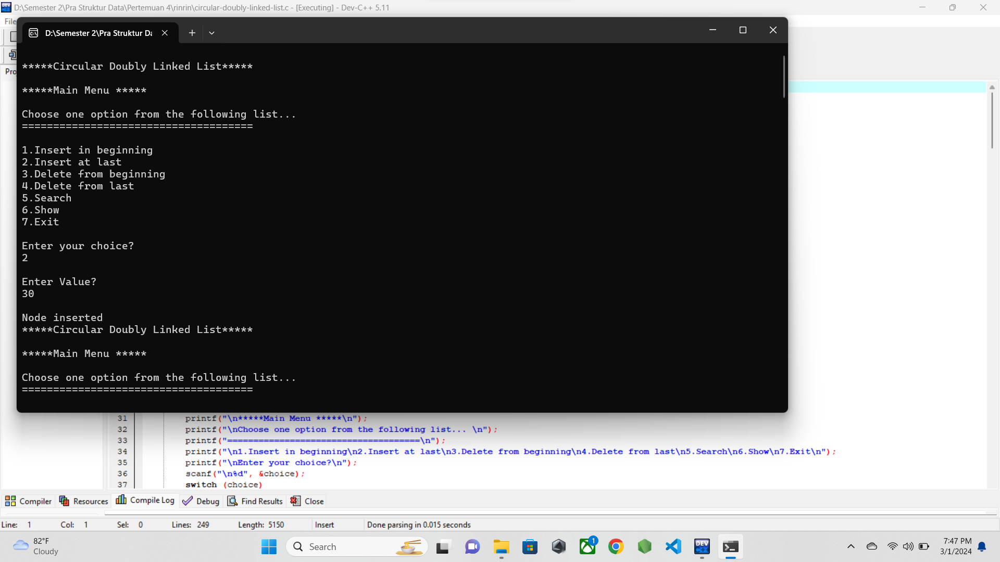 D:\Semester 2\Pra Struktur Data\Pertemuan 4\rinrin\circular-doubly-linked-list.c - [Executing] - Dev-C++ 5.11
File
D:\Semester 2\Pra Struktur Da
*****Circular Doubly Linked List*****
*****Main Menu *****
Choose one option from the following list...
=====================================
1.Insert in beginning
2.Insert at last
3.Delete from beginning
4.Delete from last
5.Search
6.Show
7.Exit
Enter your choice?
2
Enter Value?
30
Node inserted
*****Circular Doubly Linked List*****
*****Main Menu *****
Choose one option from the following list...
=====================================
31 printf("\n*****Main Menu *****\n");
32 printf("\nChoose one option from the following list... \n");
33 printf("=====================================\n");
34 printf("\n1.Insert in beginning\n2.Insert at last\n3.Delete from beginning\n4.Delete from last\n5.Search\n6.Show\n7.Exit\n");
35 printf("\nEnter your choice?\n");
36 scanf("\n%d", &choice);
37 switch (choice)
Compiler Resources Compile Log Debug Find Results Close
Line: 1 Col: 1 Sel: 0 Lines: 249 Length: 5150 Insert Done parsing in 0.015 seconds
82°F
Cloudy
Search
1
DEV
C++
7:47 PM
3/1/2024